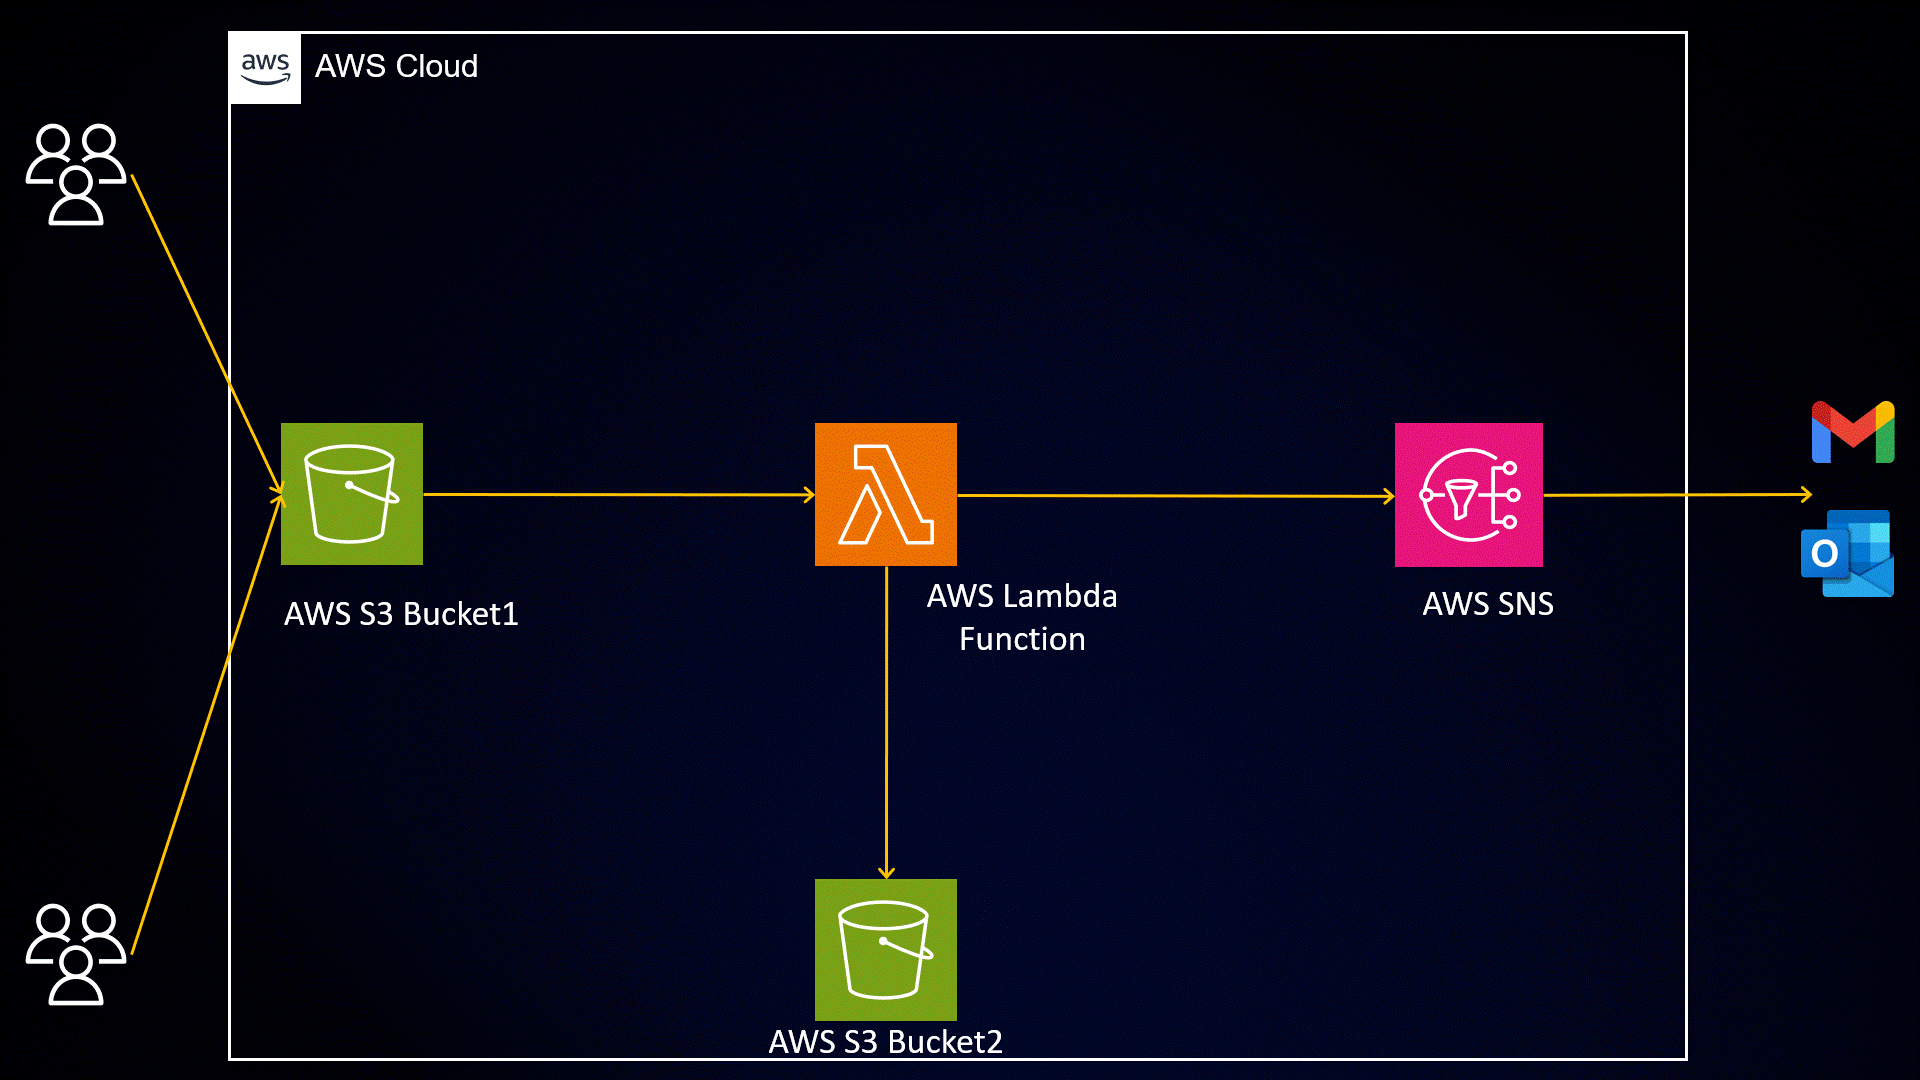 aws
AWS Cloud
AWS S3 Bucket1
AWS Lambda
Function
AWS SNS
O
AWS S3 Bucket2